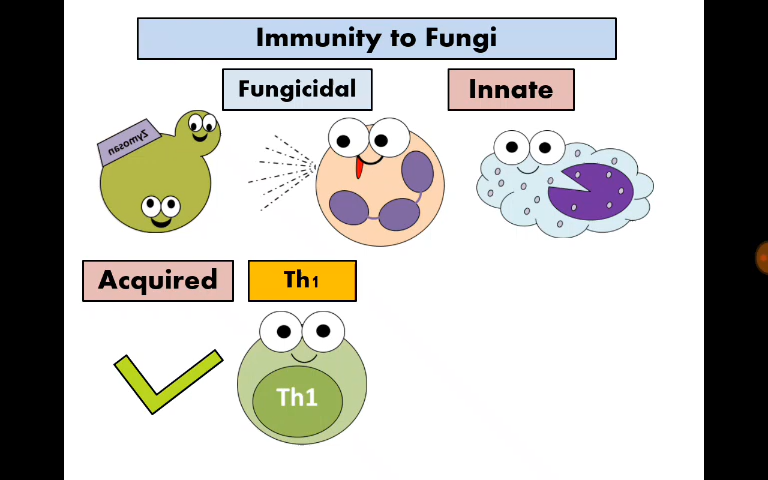 Immunity to Fungi
Fungicidal
Innate
Zymosan
Acquired
Th1
Th1